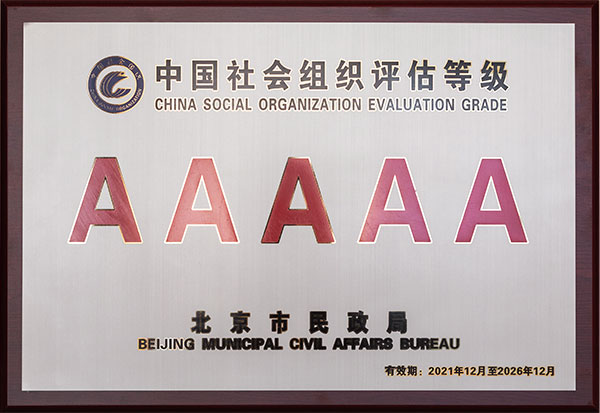 中国社会组织评估等级
CHINA SOCIAL ORGANIZATION EVALUATION GRADE
AAAAA
北京市民政局
BEIJING MUNICIPAL CIVIL AFFAIRS BUREAU
有效期：2021年12月至2026年12月